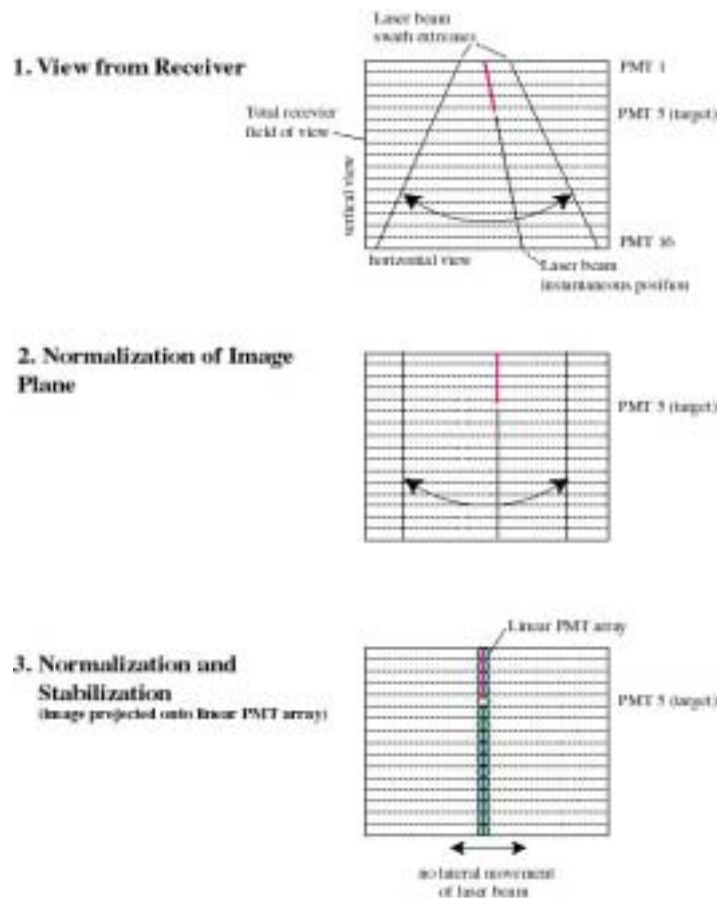 Laser beam
swath extremes
1. View from Receiver
PMT 1
Total recevier
field of view
PMT 5 (target)
vertical view
PMT 16
horizontal view
Laser beam
instantaneous position
2. Normalization of Image
Plane
PMT 5 (target)
Linear PMT array
3. Normalization and
Stabilization
(image projected onto linear PMT array)
PMT 5 (target)
no lateral movement
of laser beam